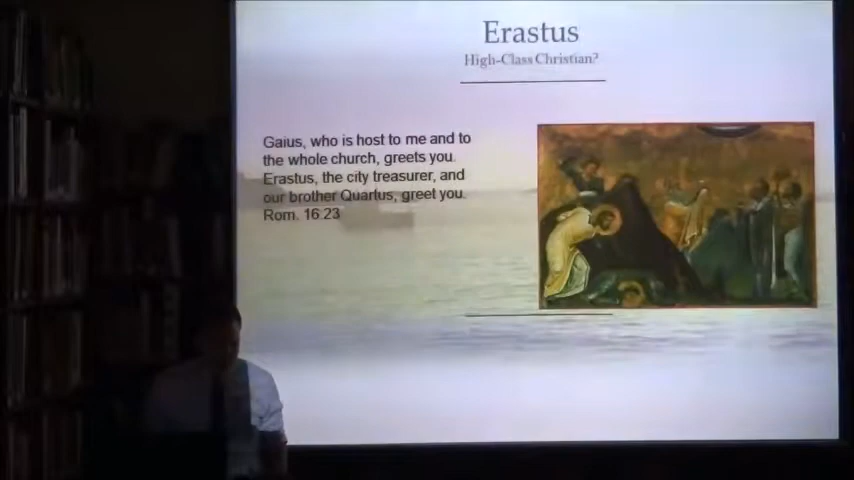 Erastus
High-Class Christian?
Gaius, who is host to me and to
the whole church, greets you.
Erastus, the city treasurer, and
our brother Quartus, greet you.
Rom. 16:23